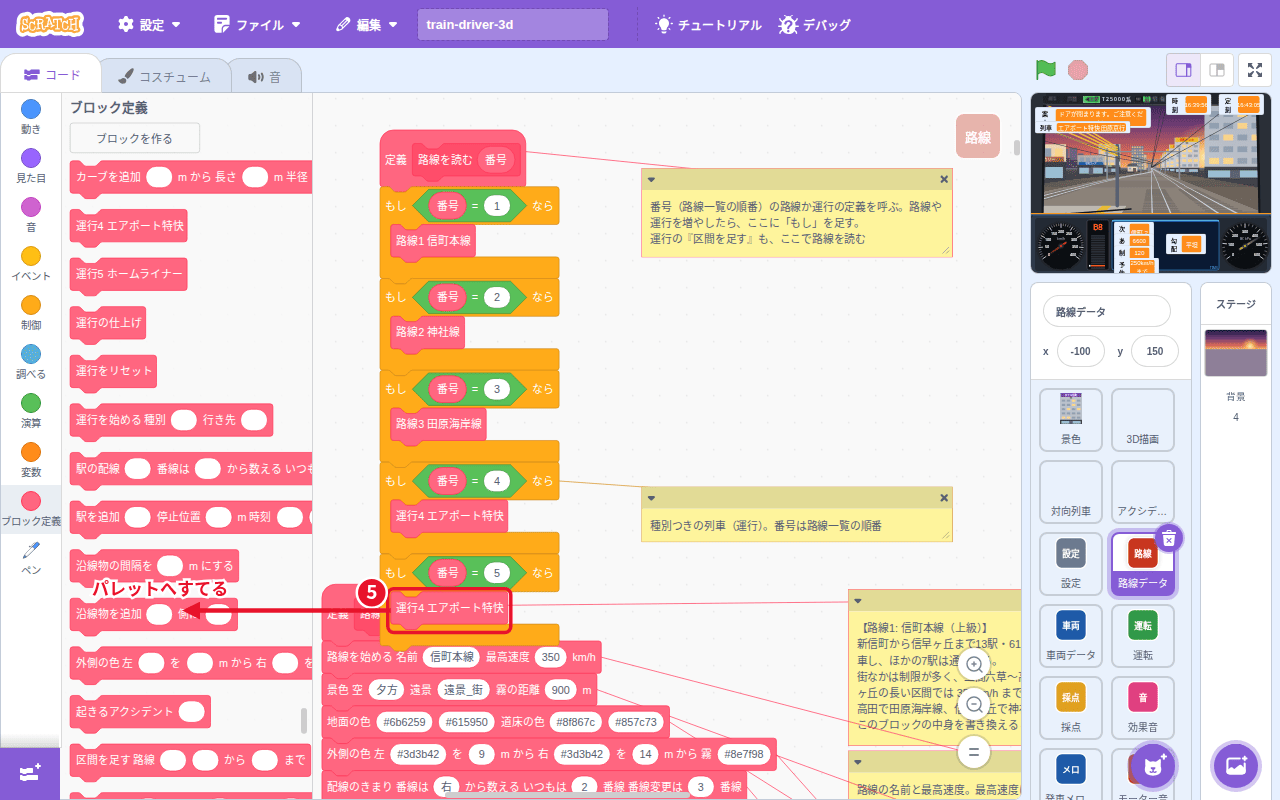 SCRATCH
設定
ファイル
編集
train-driver-3d
チュートリアル
デバッグ
コード
コスチューム
音
動き
見た目
音
イベント
制御
調べる
演算
変数
ブロック定義
ペン
ブロック定義
ブロックを作る
カーブを追加 m から 長さ m 半径
運行4 エアポート特快
運行5 ホームライナー
運行の仕上げ
運行をリセット
運行を始める 種別 行き先
駅の配線 番線は から数える いつも
駅を追加 停止位置 m 時刻
沿線物の間隔を m にする
パレットへすてる
沿線物を追加
外側の色 左 を m から 右 を
起きるアクシデント
区間を足す 路線 から まで
路線
定義 路線を読む 番号
もし 番号 = 1 なら
路線1 信町本線
もし 番号 = 2 なら
路線2 神社線
もし 番号 = 3 なら
路線3 田原海岸線
もし 番号 = 4 なら
運行4 エアポート特快
もし 番号 = 5 なら
5
運行4 エアポート特快
番号（路線一覧の順番）の路線か運行の定義を呼ぶ。路線や
運行を増やしたら、ここに「もし」を足す。
運行の『区間を足す』も、ここで路線を読む
種別つきの列車（運行）。番号は路線一覧の順番
定義 路線
路線を始める 名前 信町本線 最高速度 350 km/h
景色 空 夕方 遠景 遠景_街 霧の距離 900 m
地面の色 #6b6259 #615950 道床の色 #8f867c #857c73
外側の色 左 #3d3b42 を 9 m から 右 #3d3b42 を 14 m から 霧 #8e7f98
配線のきまり 番線は 右 から数える いつもは 2 番線 番線変更は 3 番線
【路線1: 信町本線（上級）】
新信町から信早ヶ丘まで13駅・61
車し、ほかの7駅は通
街なかは制限が多く、
ヶ丘の長い区間では
高田で田原海岸線、
このブロックの中身を書き換える
路線の名前と最高速度。最高速度
路線データ
x -100 y 150
景色
3D描画
対向列車
アクシデ...
設定
設定
路線
路線データ
車両
車両データ
運転
運転
採点
採点
音
効果音
メロ
発車メロ...
モーター音
ステージ
背景
4